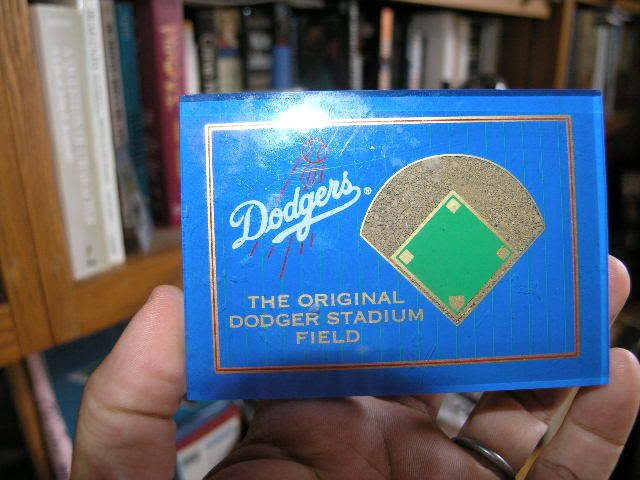 Dodgers®
THE ORIGINAL
DODGER STADIUM
FIELD